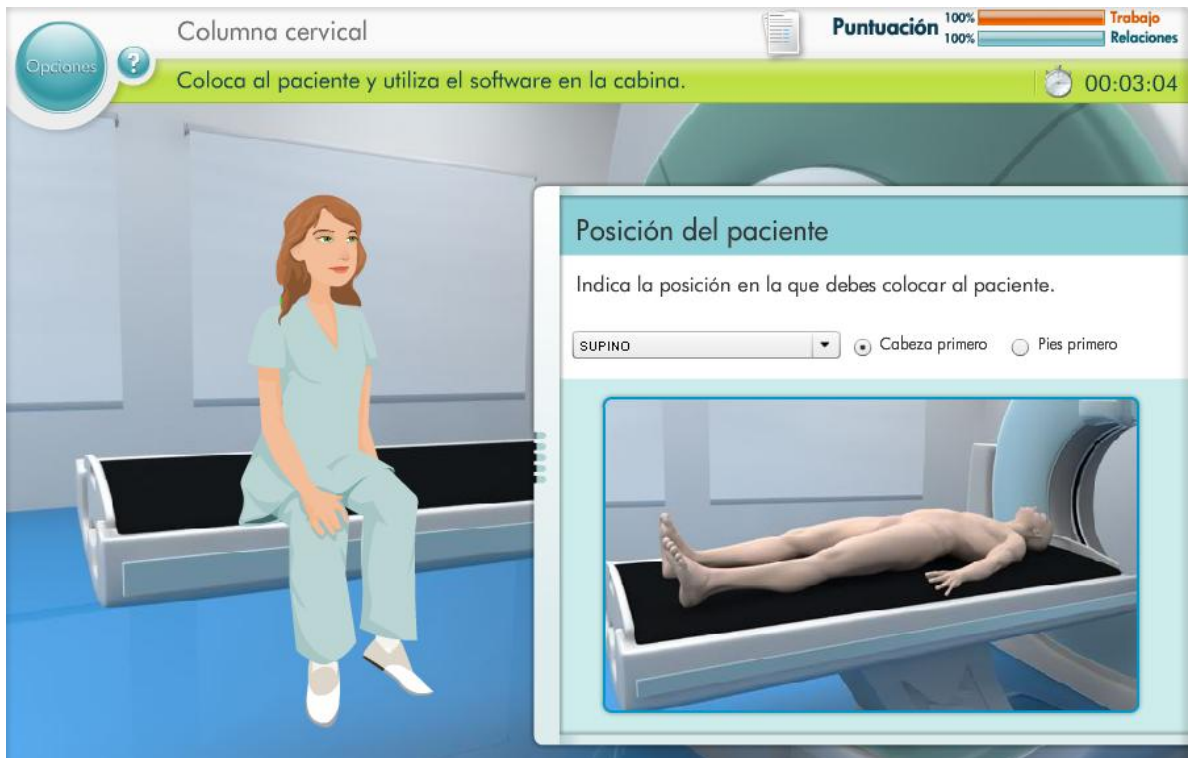 Opciones
?
Columna cervical
Puntuación
100%
Trabajo
100%
Relaciones
Coloca al paciente y utiliza el software en la cabina.
00:03:04
Posición del paciente
Indica la posición en la que debes colocar al paciente.
SUPINO
Cabeza primero
Pies primero